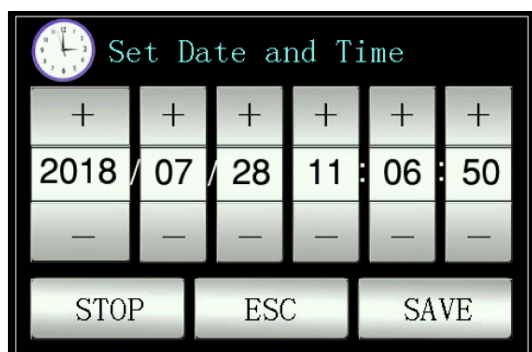 Set Date and Time
+ + + + + +
2018/07/28 11:06:50
— — — — — —
STOP ESC SAVE